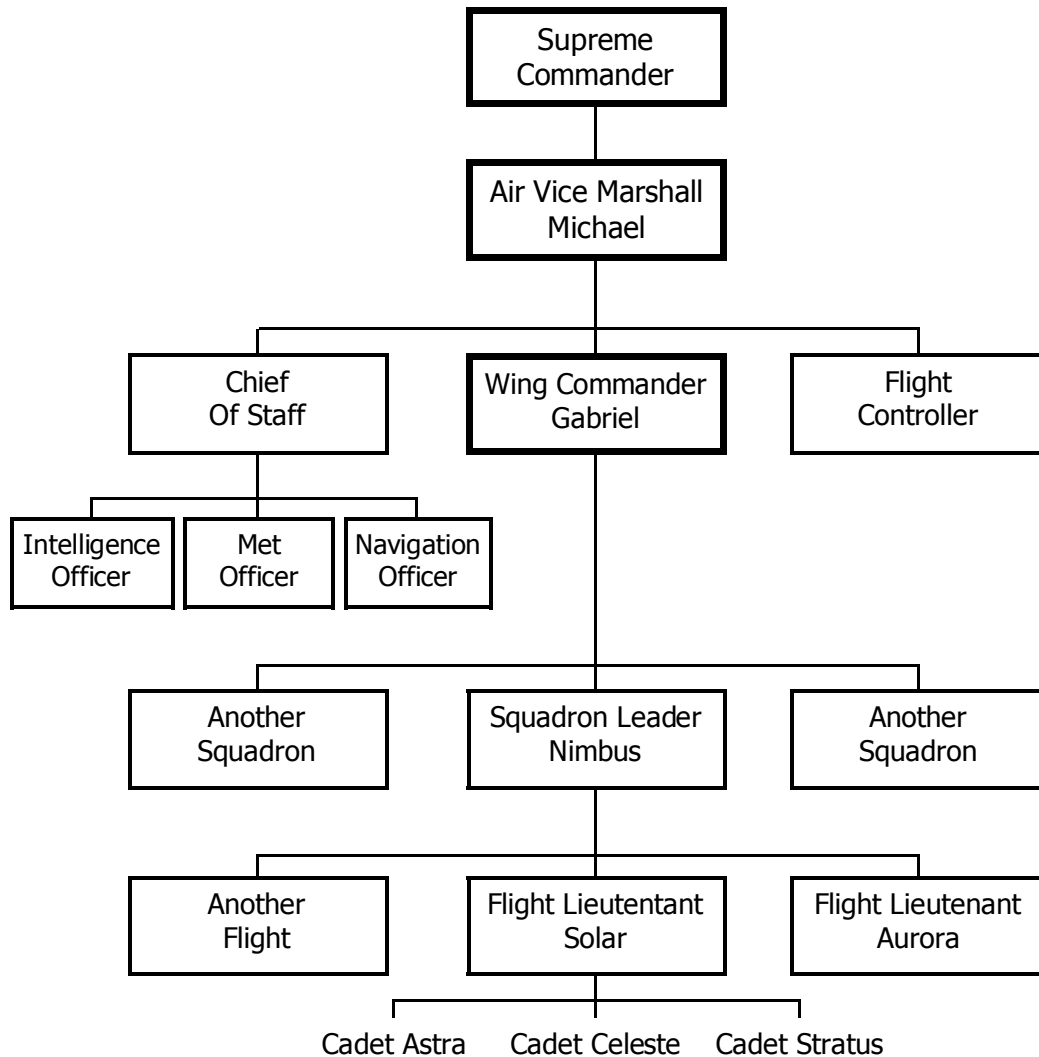 Supreme
Commander
Air Vice Marshall
Michael
Chief
Of Staff
Wing Commander
Gabriel
Flight
Controller
Intelligence
Officer
Met
Officer
Navigation
Officer
Another
Squadron
Squadron Leader
Nimbus
Another
Squadron
Another
Flight
Flight Lieutentant
Solar
Flight Lieutenant
Aurora
Cadet Astra
Cadet Celeste
Cadet Stratus